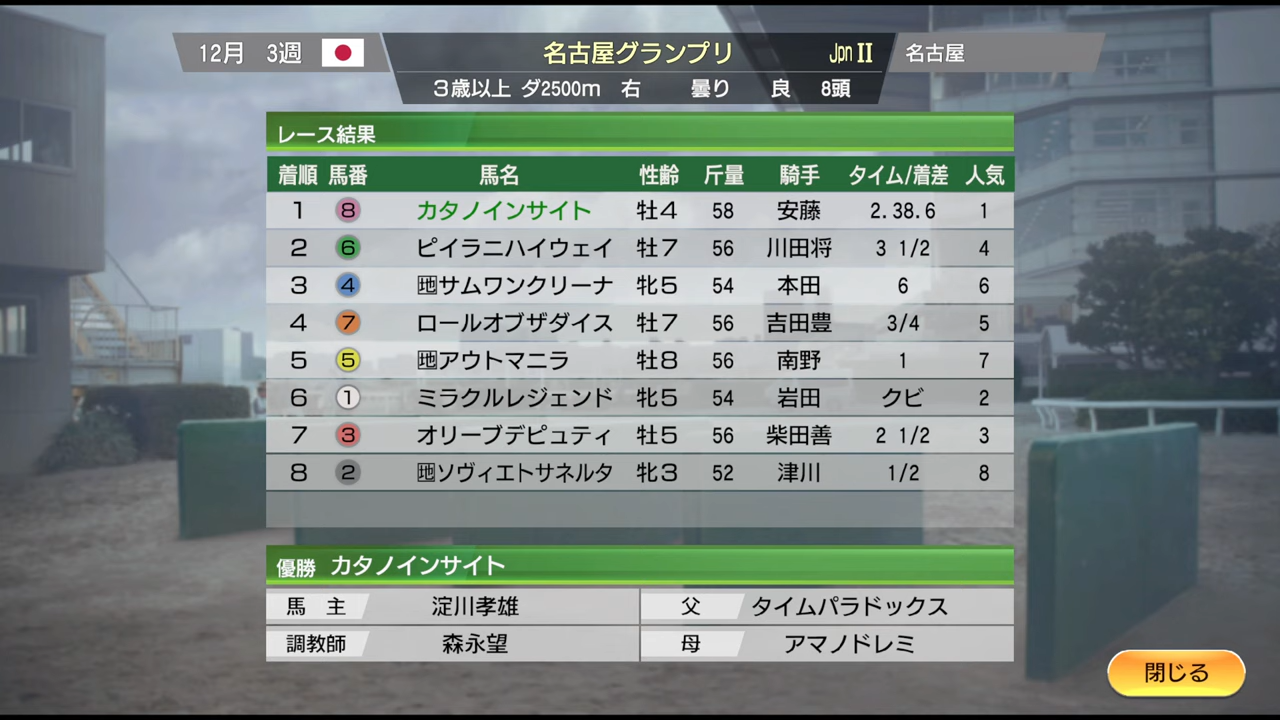 12月 3週 名古屋グランプリ JpnⅡ 名古屋
3歳以上 ダ2500m 右 曇り 良 8頭
レース結果
着順 馬番 馬名 性齢 斤量 騎手 タイム/着差 人気
1 8 カタノインサイト 牡4 58 安藤 2.38.6 1
2 6 ピイラニハイウェイ 牡7 56 川田将 3 1/2 4
3 4 地サムワンクリーナ 牝5 54 本田 6 6
4 7 ロールオブザダイス 牡7 56 吉田豊 3/4 5
5 5 地アウトマニラ 牡8 56 南野 1 7
6 1 ミラクルレジェンド 牝5 54 岩田 クビ 2
7 3 オリーブデピュティ 牡5 56 柴田善 2 1/2 3
8 2 地ソヴィエトサネルタ 牝3 52 津川 1/2 8
優勝 カタノインサイト
馬主 淀川孝雄 父 タイムパラドックス
調教師 森永望 母 アマノドレミ
閉じる